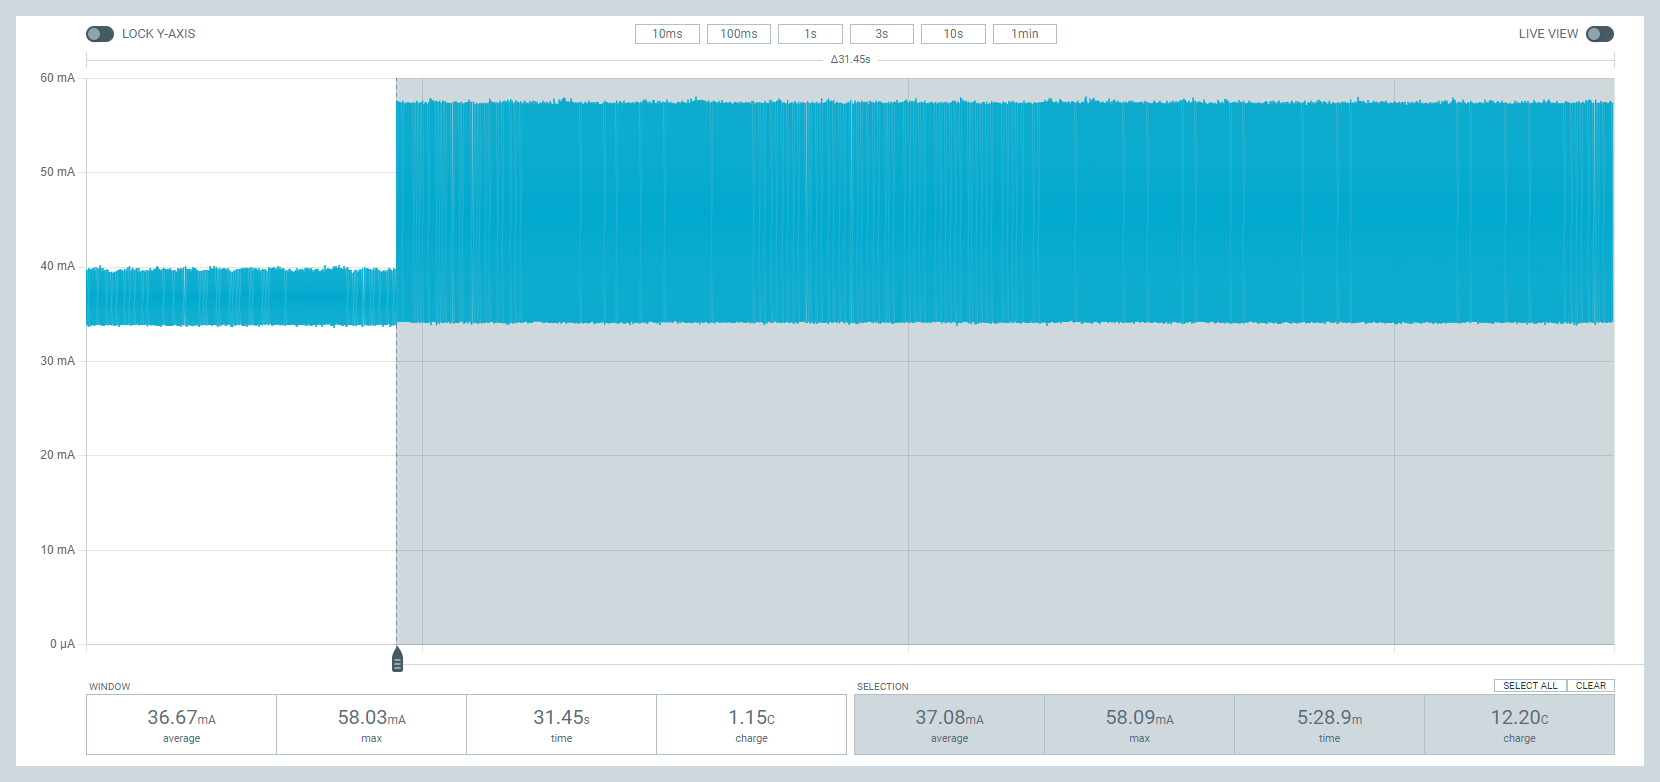 LOCK Y-AXIS
10ms 100ms 1s 3s 10s 1min
LIVE VIEW
Δ31.45s
60 mA
50 mA
40 mA
30 mA
20 mA
10 mA
0 µA
WINDOW
36.67mA 58.03mA 31.45s 1.15C
average max time charge
SELECTION
SELECT ALL CLEAR
37.08mA 58.09mA 5:28.9m 12.20C
average max time charge